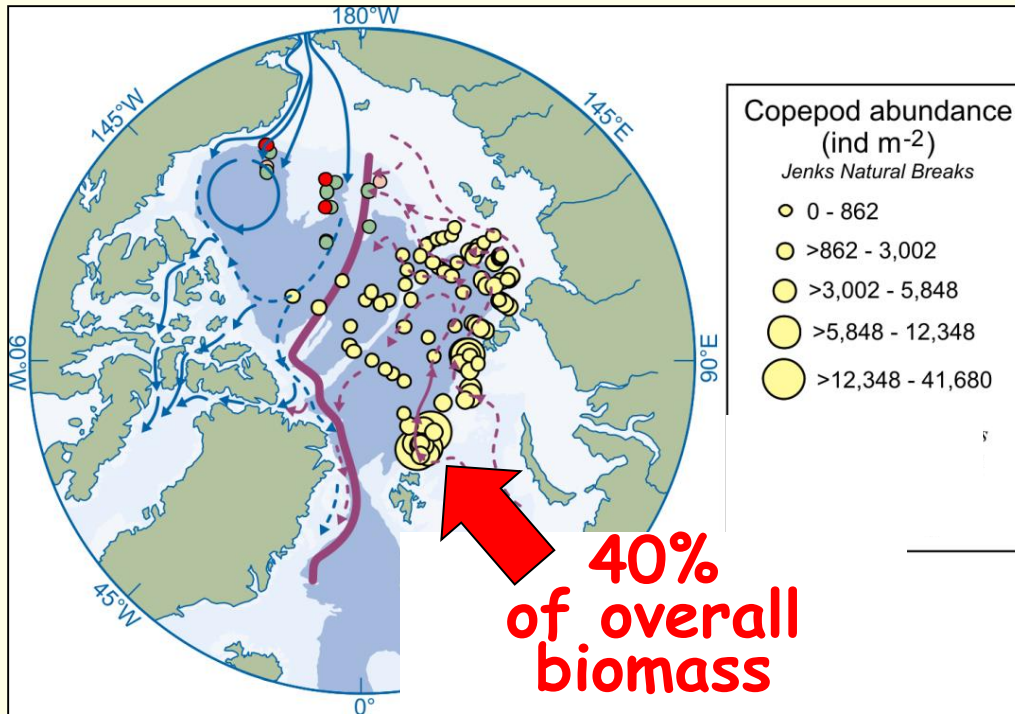 180°W
145°W
145°E
90°W
90°E
45°W
0°
Copepod abundance
(ind m-2)
Jenks Natural Breaks
0 - 862
>862 - 3,002
>3,002 - 5,848
>5,848 - 12,348
>12,348 - 41,680
40%
of overall
biomass